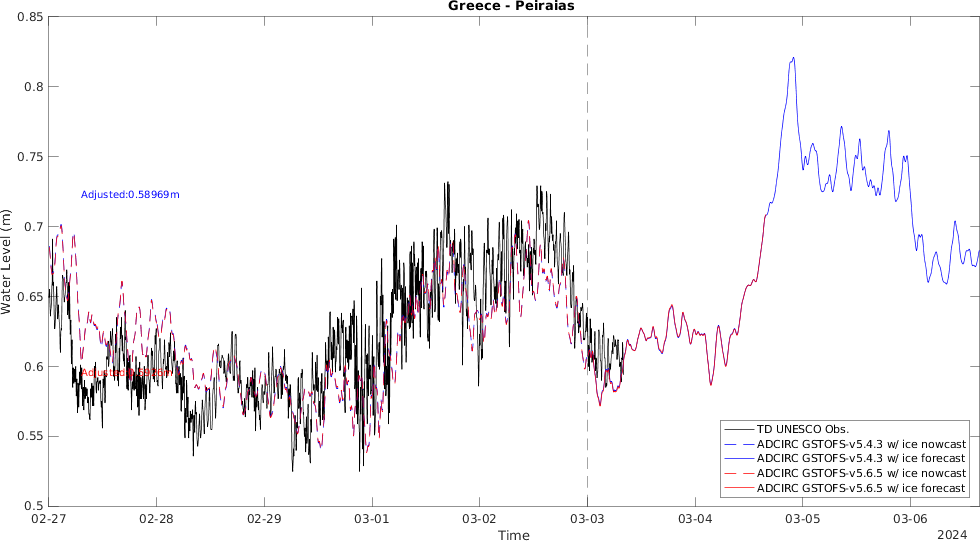 Greece - Peiraias
0.85
0.8
0.75
0.7
0.65
0.6
0.55
0.5
Water Level (m)
Adjusted:0.58969m
02-27
02-28
02-29
03-01
03-02
03-03
03-04
03-05
03-06
Time
2024
TD UNESCO Obs.
ADCIRC GSTOFS-v5.4.3 w/ ice nowcast
ADCIRC GSTOFS-v5.4.3 w/ ice forecast
ADCIRC GSTOFS-v5.6.5 w/ ice nowcast
ADCIRC GSTOFS-v5.6.5 w/ ice forecast